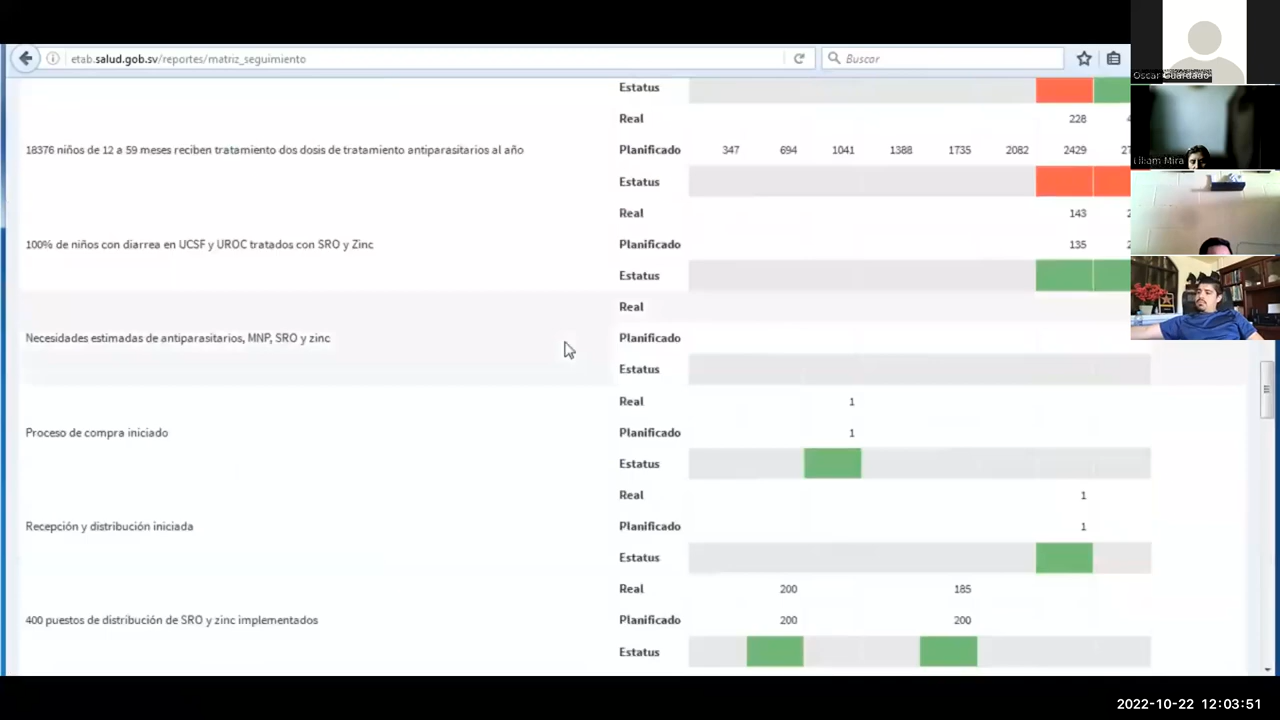 etab.salud.gob.sv/reportes/matriz_seguimiento
Buscar
Oscar Guardado
Estatus
Real 228
18376 niños de 12 a 59 meses reciben tratamiento dos dosis de tratamiento antiparasitarios al año Planificado 347 694 1041 1388 1735 2082 2429
Mira
Estatus
Real 143
100% de niños con diarrea en UCSF y UROC tratados con SRO y Zinc Planificado 135
Estatus
Real
Necesidades estimadas de antiparasitarios, MNP, SRO y zinc Planificado
Estatus
Real 1
Proceso de compra iniciado Planificado 1
Estatus
Real 1
Recepción y distribución iniciada Planificado 1
Estatus
Real 200 185
400 puestos de distribución de SRO y zinc implementados Planificado 200 200
Estatus
2022-10-22 12:03:51